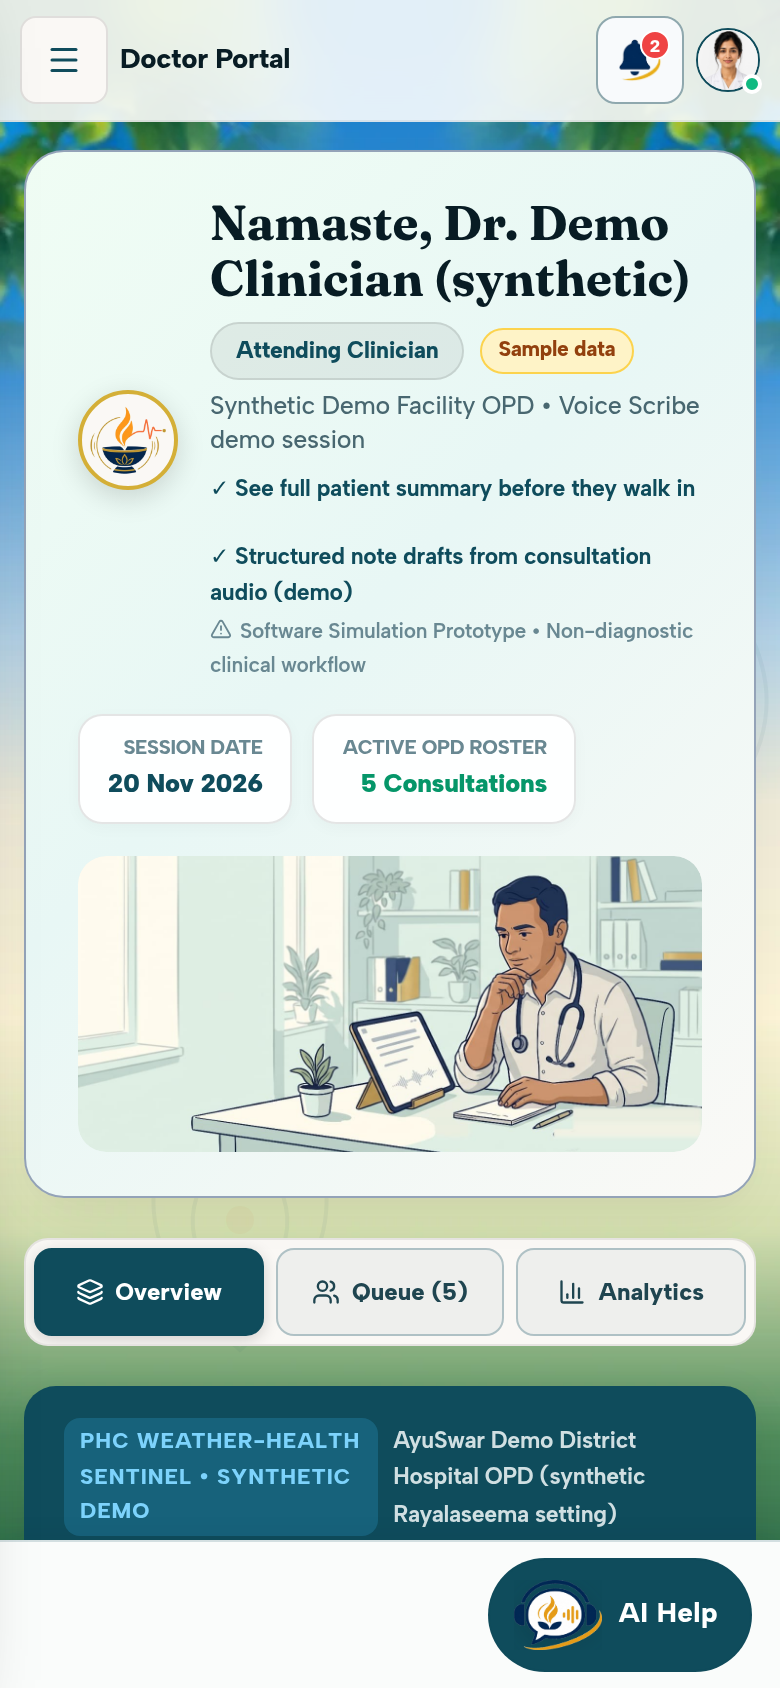 Doctor Portal
2
Namaste, Dr. Demo
Clinician (synthetic)
Attending Clinician
Sample data
Synthetic Demo Facility OPD • Voice Scribe
demo session
✓ See full patient summary before they walk in
✓ Structured note drafts from consultation
audio (demo)
Software Simulation Prototype • Non-diagnostic
clinical workflow
SESSION DATE
20 Nov 2026
ACTIVE OPD ROSTER
5 Consultations
Overview
Queue (5)
Analytics
PHC WEATHER-HEALTH
SENTINEL • SYNTHETIC
DEMO
AyuSwar Demo District
Hospital OPD (synthetic
Rayalaseema setting)
AI Help